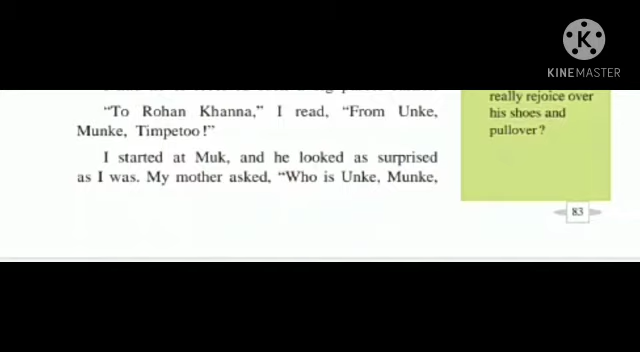 KINEMASTER
"To Rohan Khanna," I read, "From Unke,
Munke, Timpetoo!"
I started at Muk, and he looked as surprised
as I was. My mother asked, "Who is Unke, Munke,
really rejoice over
his shoes and
pullover?
83